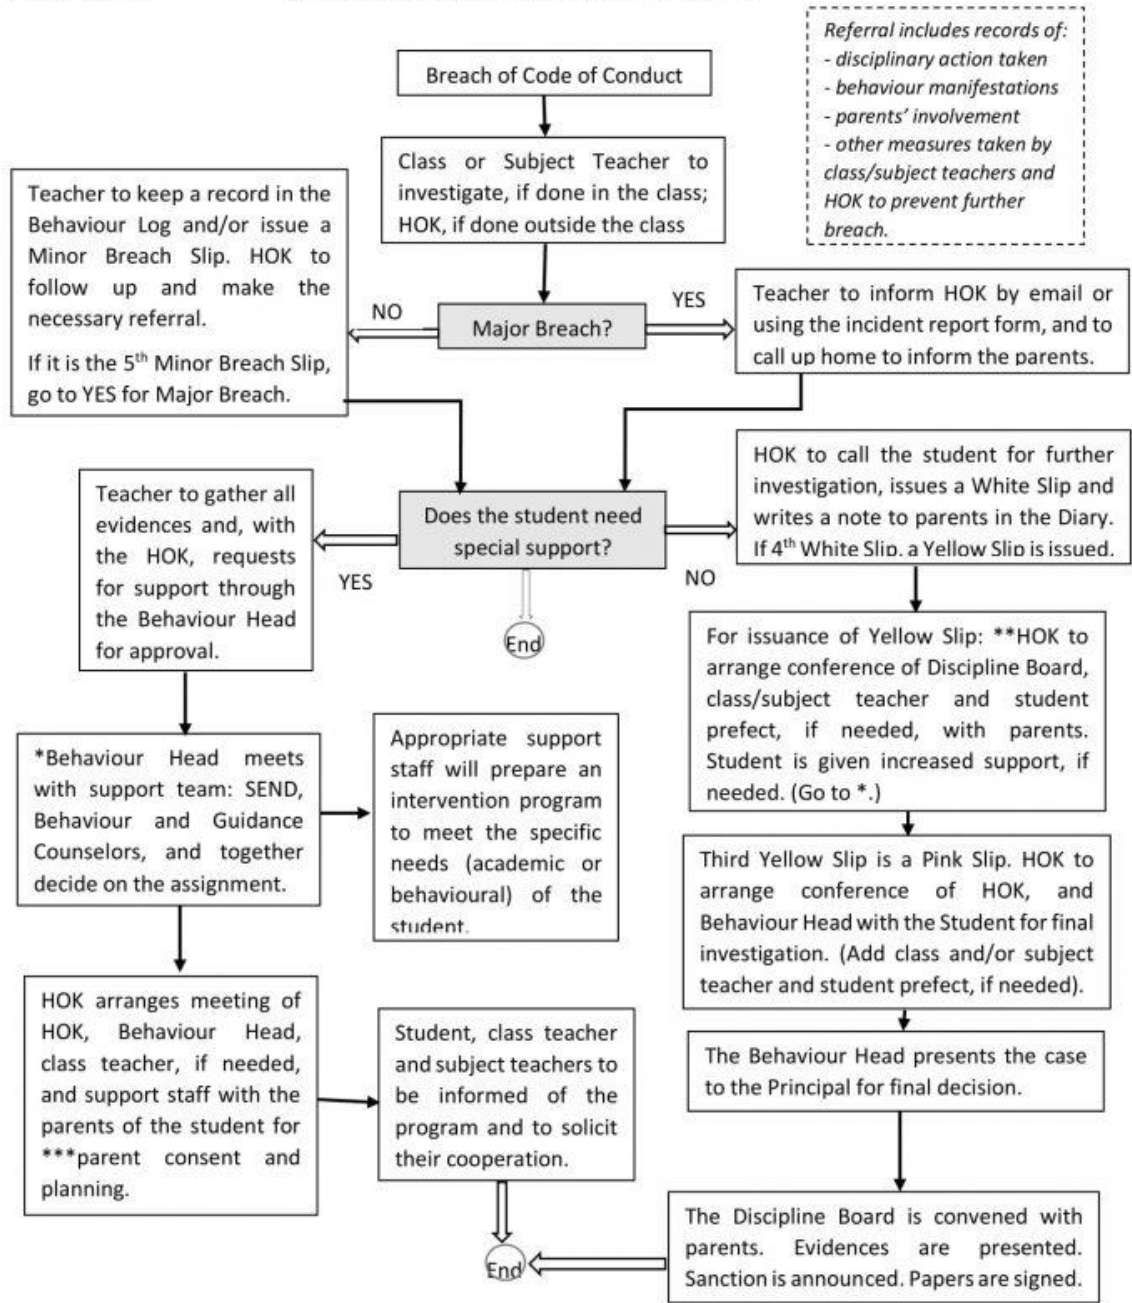 Referral includes records of:
- disciplinary action taken
- behaviour manifestations
- parents' involvement
- other measures taken by
class/subject teachers and
HOK to prevent further
breach.
Breach of Code of Conduct
Class or Subject Teacher to
investigate, if done in the class;
HOK, if done outside the class
Teacher to keep a record in the
Behaviour Log and/or issue a
Minor Breach Slip. HOK to
follow up and make the
necessary referral.
If it is the 5th Minor Breach Slip,
go to YES for Major Breach.
NO
Major Breach?
YES
Teacher to inform HOK by email or
using the incident report form, and to
call up home to inform the parents.
Teacher to gather all
evidences and, with
the HOK, requests
for support through
the Behaviour Head
for approval.
YES
Does the student need
special support?
NO
End
HOK to call the student for further
investigation, issues a White Slip and
writes a note to parents in the Diary.
If 4th White Slip, a Yellow Slip is issued.
For issuance of Yellow Slip: **HOK to
arrange conference of Discipline Board,
class/subject teacher and student
prefect, if needed, with parents.
Student is given increased support, if
needed. (Go to *.)
*Behaviour Head meets
with support team: SEND,
Behaviour and Guidance
Counselors, and together
decide on the assignment.
Appropriate support
staff will prepare an
intervention program
to meet the specific
needs (academic or
behavioural) of the
student.
Third Yellow Slip is a Pink Slip. HOK to
arrange conference of HOK, and
Behaviour Head with the Student for final
investigation. (Add class and/or subject
teacher and student prefect, if needed).
HOK arranges meeting of
HOK, Behaviour Head,
class teacher, if needed,
and support staff with the
parents of the student for
***parent consent and
planning.
Student, class teacher
and subject teachers to
be informed of the
program and to solicit
their cooperation.
The Behaviour Head presents the case
to the Principal for final decision.
The Discipline Board is convened with
parents. Evidences are presented.
Sanction is announced. Papers are signed.
End